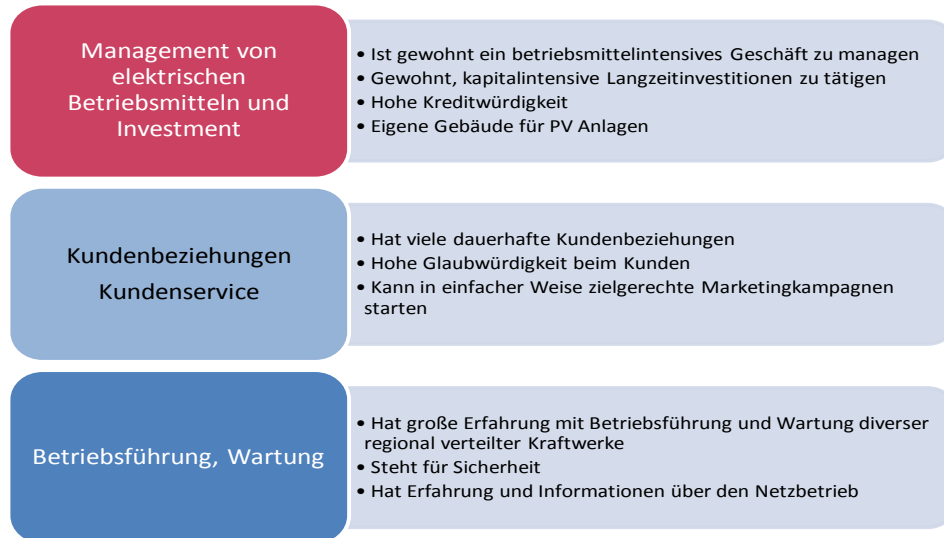 Management von
elektrischen
Betriebsmitteln und
Investment
• Ist gewohnt ein betriebsmittelintensives Geschäft zu managen
• Gewohnt, kapitalintensive Langzeitinvestitionen zu tätigen
• Hohe Kreditwürdigkeit
• Eigene Gebäude für PV Anlagen
Kundenbeziehungen
Kundenservice
• Hat viele dauerhafte Kundenbeziehungen
• Hohe Glaubwürdigkeit beim Kunden
• Kann in einfacher Weise zielgerechte Marketingkampagnen
starten
Betriebsführung, Wartung
• Hat große Erfahrung mit Betriebsführung und Wartung diverser
regional verteilter Kraftwerke
• Steht für Sicherheit
• Hat Erfahrung und Informationen über den Netzbetrieb